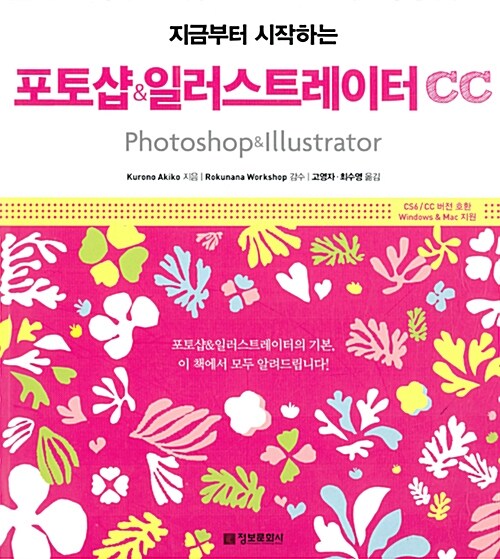 지금부터 시작하는
포토샵&일러스트레이터 CC
Photoshop&Illustrator
Kurono Akiko 지음 | Rokunana Workshop 감수 | 고영자·최수영 옮김
CS6 / CC 버전 호환
Windows & Mac 지원
포토샵&일러스트레이터의 기본,
이 책에서 모두 알려드립니다!
정보문화사